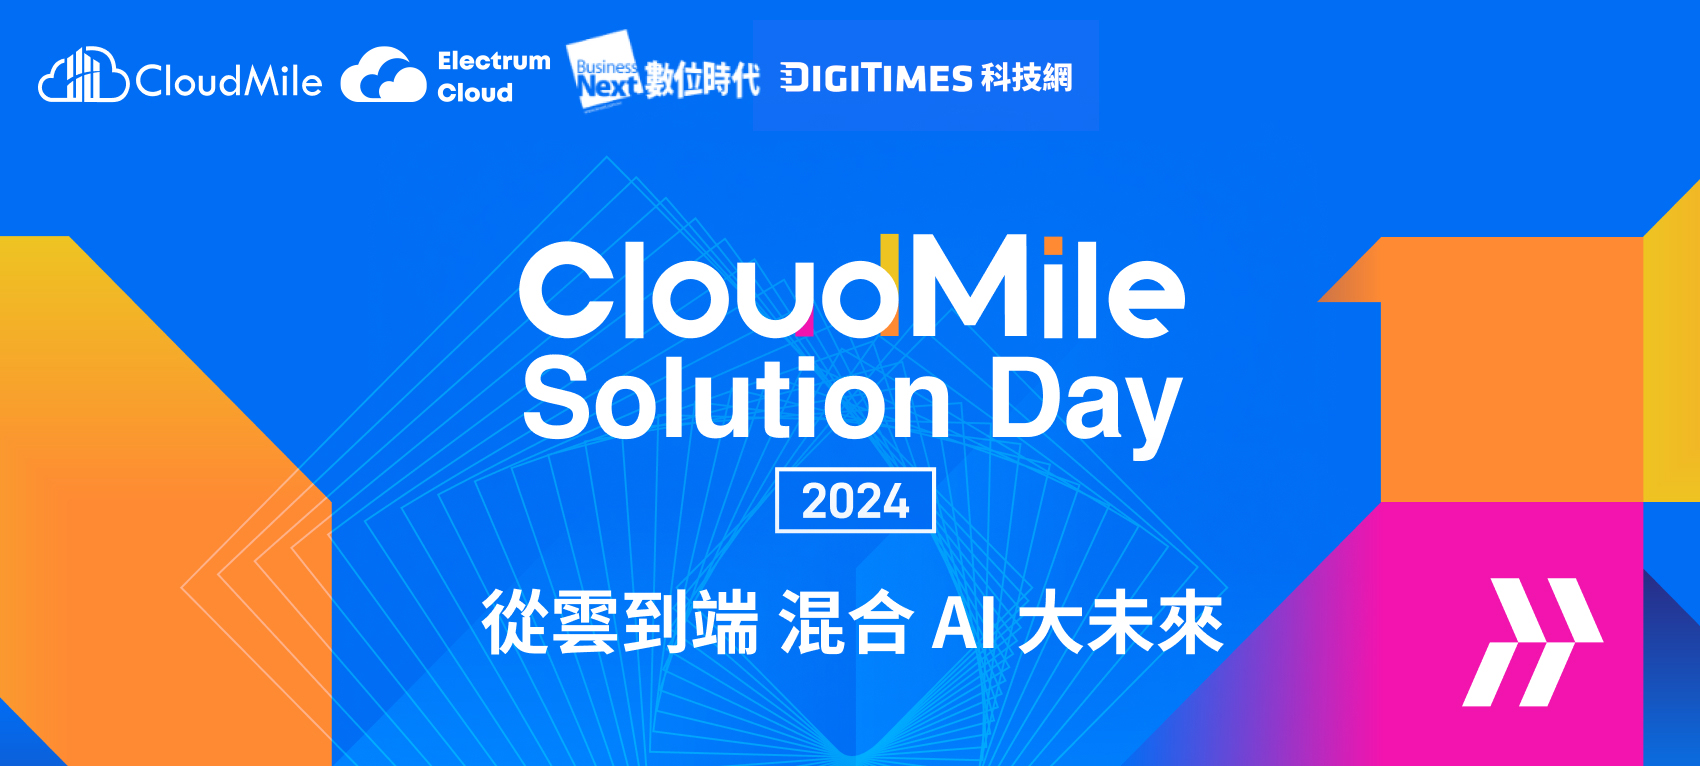 CloudMile
Electrum
Cloud
Business
Next 數位時代
DIGITIMES 科技網
CloudMile
Solution Day
2024
從雲到端 混合 AI 大未來